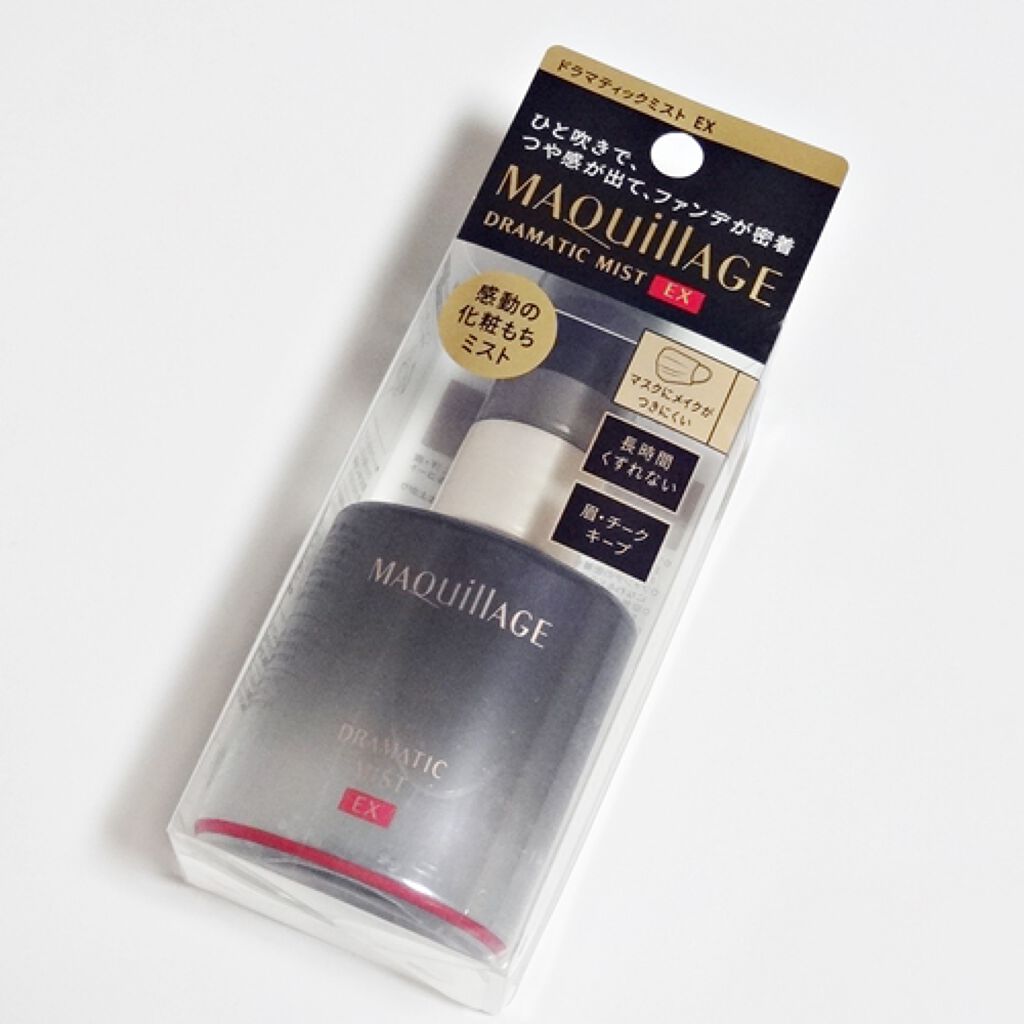 ドラマティックミスト EX
ひと吹きで、
つや感が出て、ファンデが密着
MAQuillAGE
DRAMATIC MIST EX
感動の
化粧もち
ミスト
マスクにメイクが
つきにくい
長時間
くずれない
眉・チーク
キープ
MAQuillAGE
DRAMATIC
MIST
EX